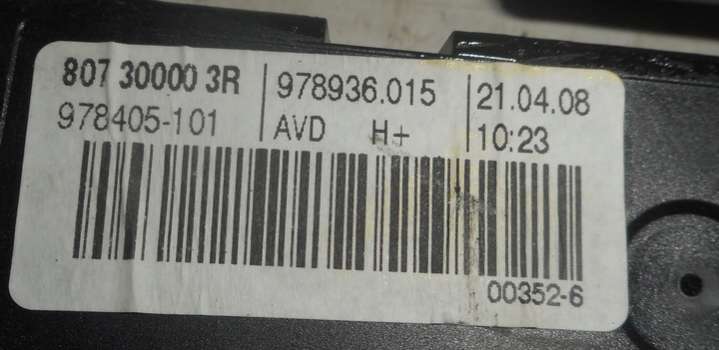 807 30000 3R 978936.015 21.04.08
978405-101 AVD H+ 10:23
00352-6